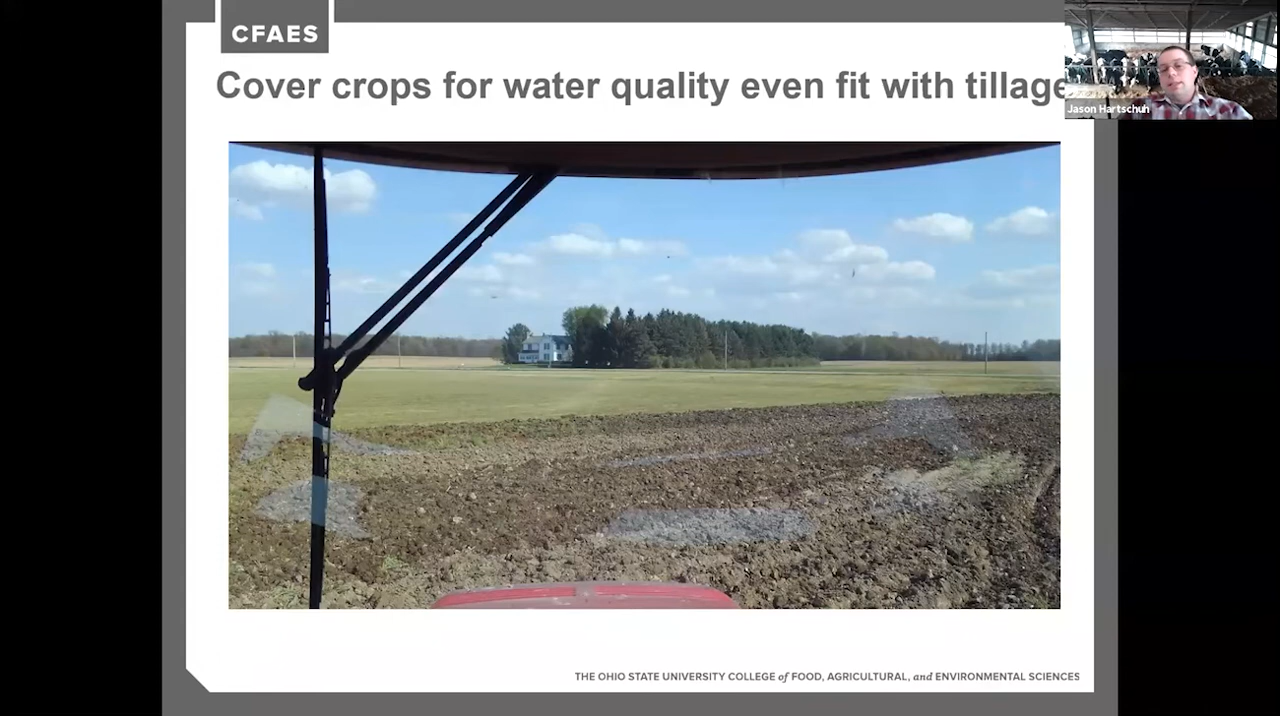 CFAES
Cover crops for water quality even fit with tillage
Jason Hartschuh
THE OHIO STATE UNIVERSITY COLLEGE of FOOD, AGRICULTURAL, and ENVIRONMENTAL SCIENCES